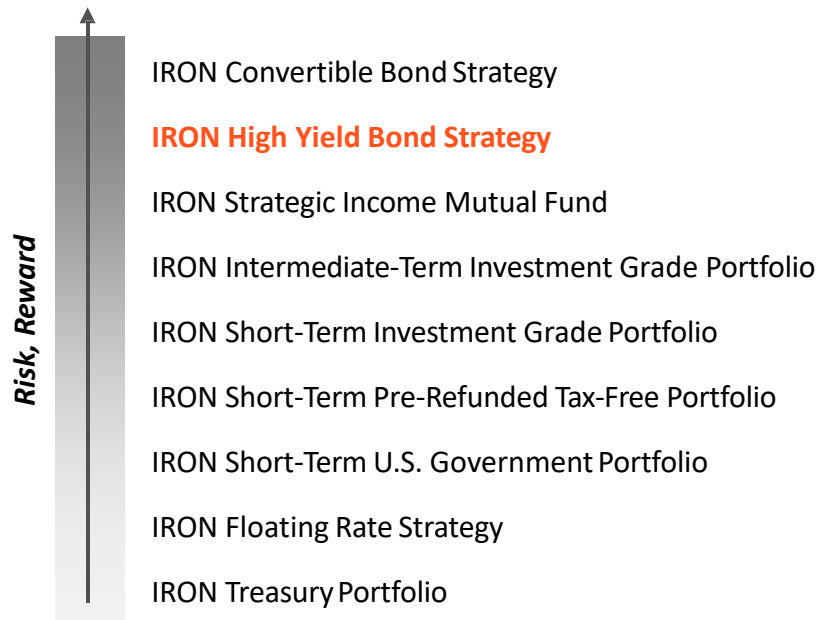 IRON Convertible Bond Strategy
IRON High Yield Bond Strategy
IRON Strategic Income Mutual Fund
IRON Intermediate-Term Investment Grade Portfolio
IRON Short-Term Investment Grade Portfolio
IRON Short-Term Pre-Refunded Tax-Free Portfolio
IRON Short-Term U.S. Government Portfolio
IRON Floating Rate Strategy
IRON Treasury Portfolio
Risk, Reward